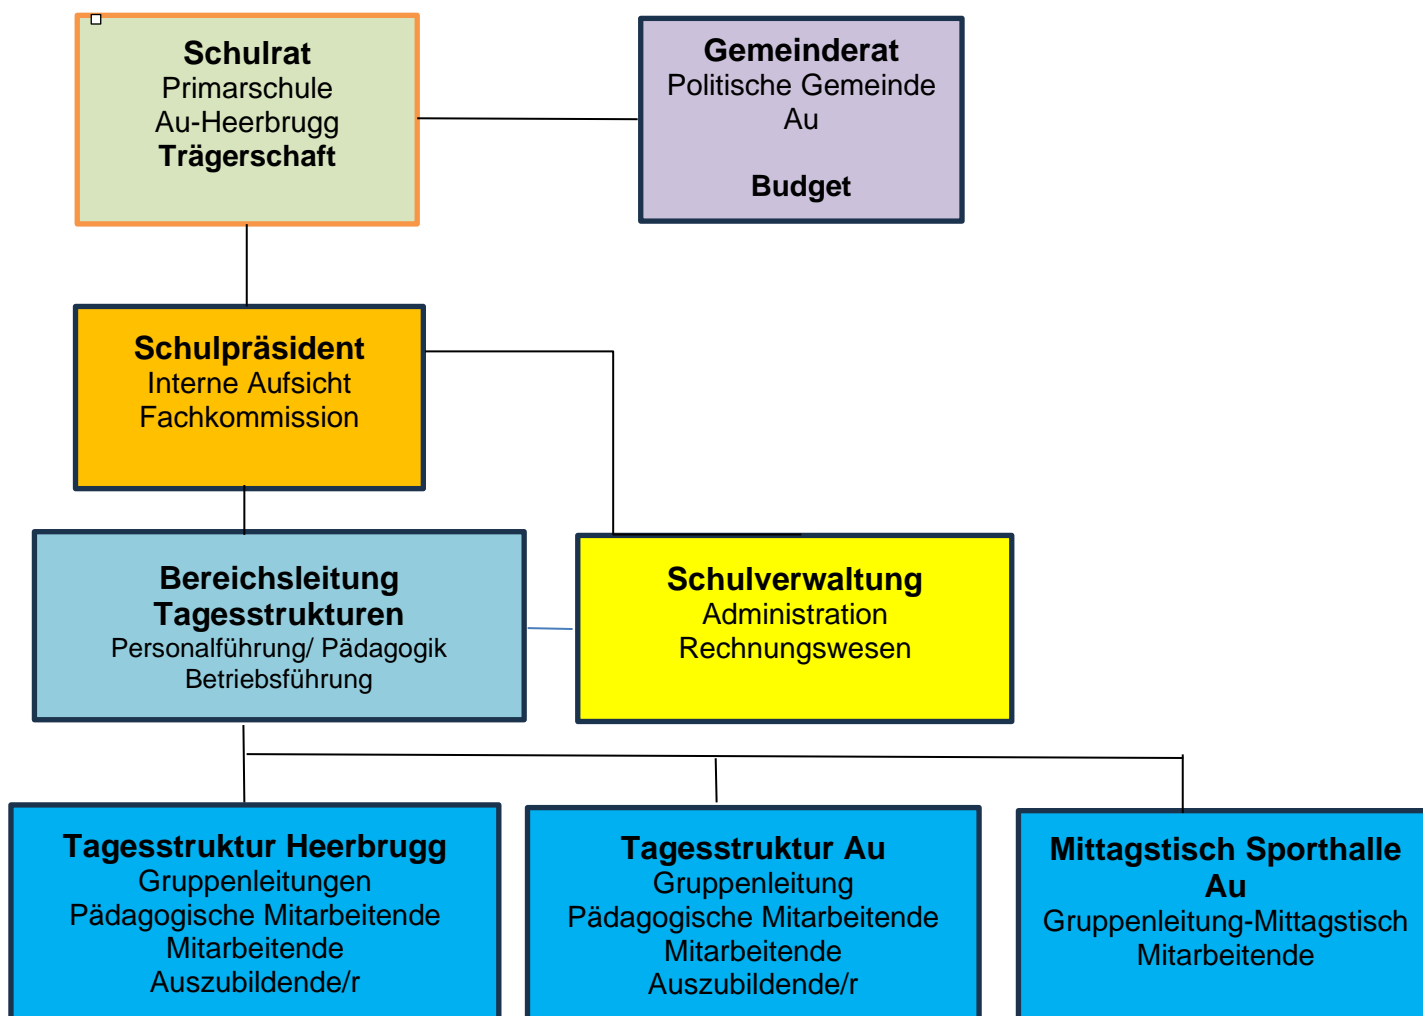 Schulrat
Primarschule
Au-Heerbrugg
Trägerschaft
Gemeinderat
Politische Gemeinde
Au
Budget
Schulpräsident
Interne Aufsicht
Fachkommission
Bereichsleitung
Tagesstrukturen
Personalführung/ Pädagogik
Betriebsführung
Schulverwaltung
Administration
Rechnungswesen
Tagesstruktur Heerbrugg
Gruppenleitungen
Pädagogische Mitarbeitende
Mitarbeitende
Auszubildende/r
Tagesstruktur Au
Gruppenleitung
Pädagogische Mitarbeitende
Mitarbeitende
Auszubildende/r
Mittagstisch Sporthalle
Au
Gruppenleitung-Mittagstisch
Mitarbeitende